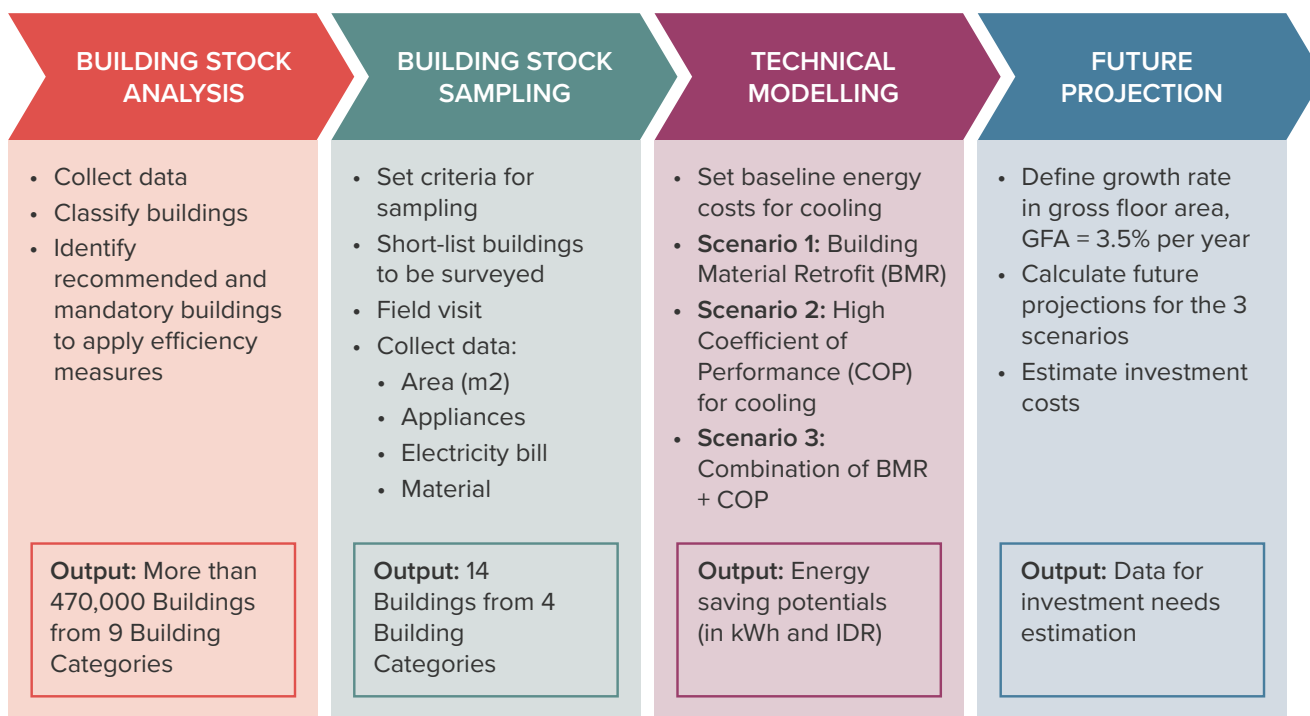 BUILDING STOCK
ANALYSIS
• Collect data
• Classify buildings
• Identify
recommended and
mandatory buildings
to apply efficiency
measures
Output: More than
470,000 Buildings
from 9 Building
Categories
BUILDING STOCK
SAMPLING
• Set criteria for
sampling
• Short-list buildings
to be surveyed
• Field visit
• Collect data:
• Area (m2)
• Appliances
• Electricity bill
• Material
Output: 14
Buildings from 4
Building
Categories
TECHNICAL
MODELLING
• Set baseline energy
costs for cooling
• Scenario 1: Building
Material Retrofit (BMR)
• Scenario 2: High
Coefficient of
Performance (COP)
for cooling
• Scenario 3:
Combination of BMR
+ COP
Output: Energy
saving potentials
(in kWh and IDR)
FUTURE
PROJECTION
• Define growth rate
in gross floor area,
GFA = 3.5% per year
• Calculate future
projections for the 3
scenarios
• Estimate investment
costs
Output: Data for
investment needs
estimation